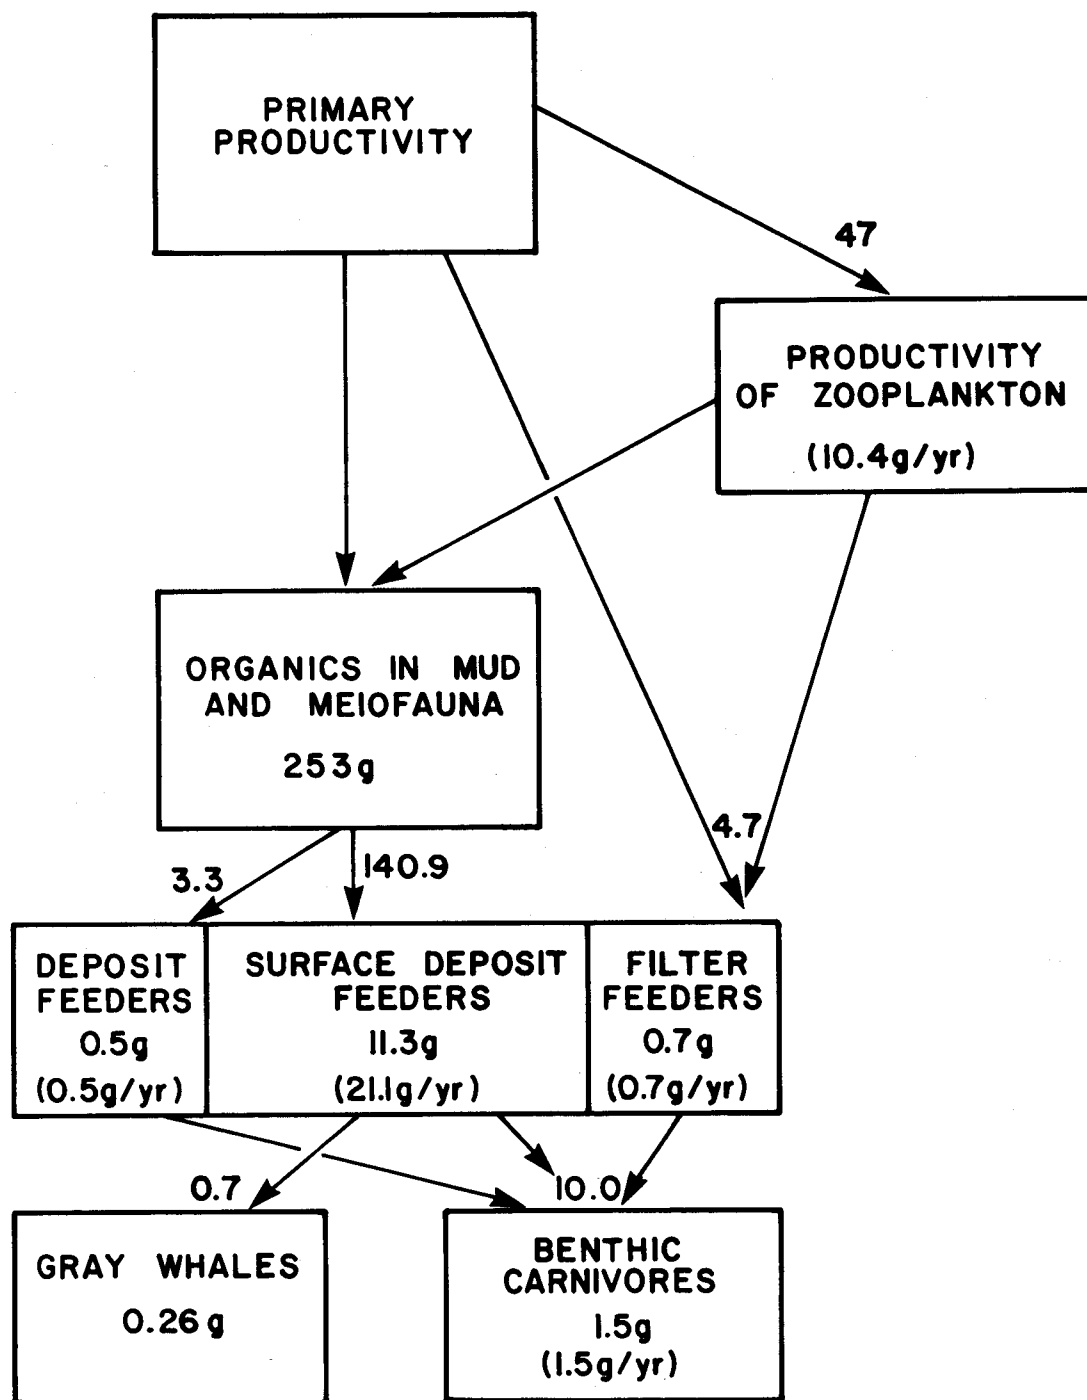 PRIMARY
PRODUCTIVITY
47
PRODUCTIVITY
OF ZOOPLANKTON
(10.4g/yr)
ORGANICS IN MUD
AND MEIOFAUNA
253g
3.3
140.9
4.7
DEPOSIT
FEEDERS
0.5g
(0.5g/yr)
SURFACE DEPOSIT
FEEDERS
11.3g
(21.1g/yr)
FILTER
FEEDERS
0.7g
(0.7g/yr)
0.7
10.0
GRAY WHALES
0.26g
BENTHIC
CARNIVORES
1.5g
(1.5g/yr)